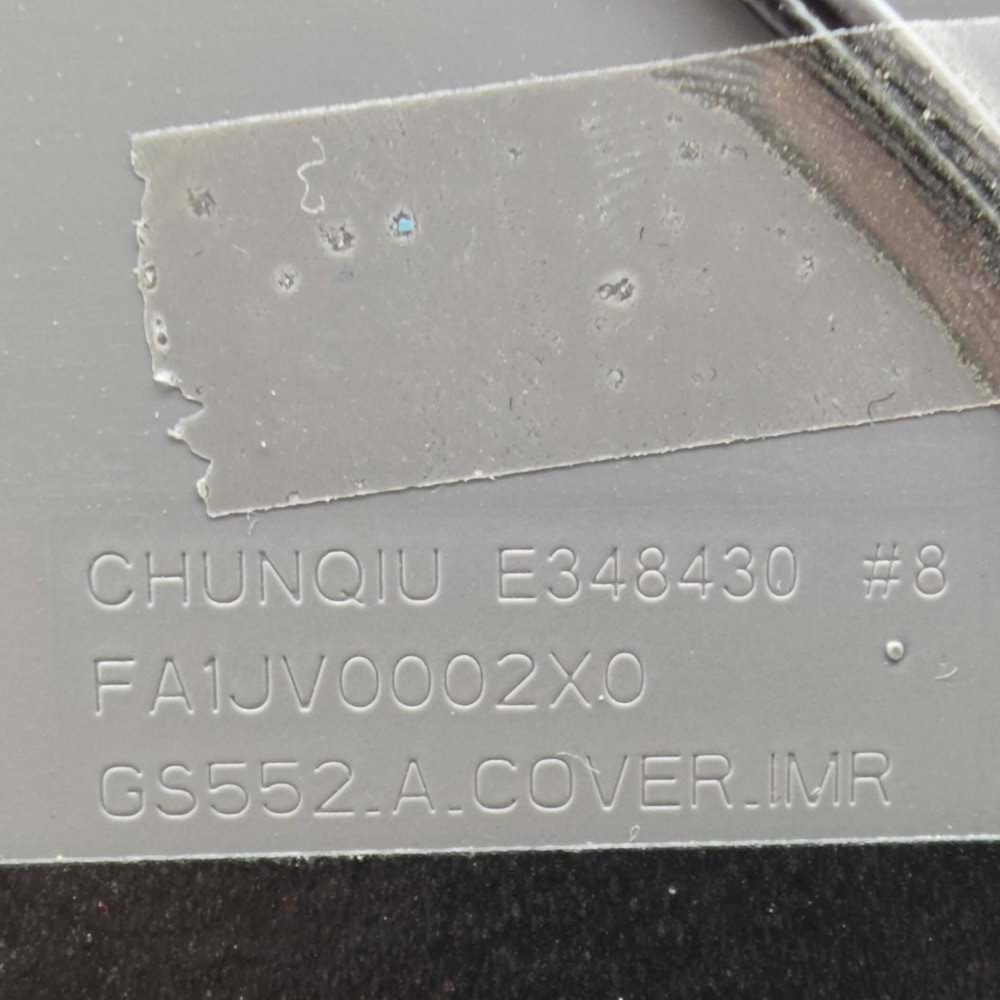 CHUNQIU E348430 #8
FA1JV0002X0
GS552_A_COVER_IMR